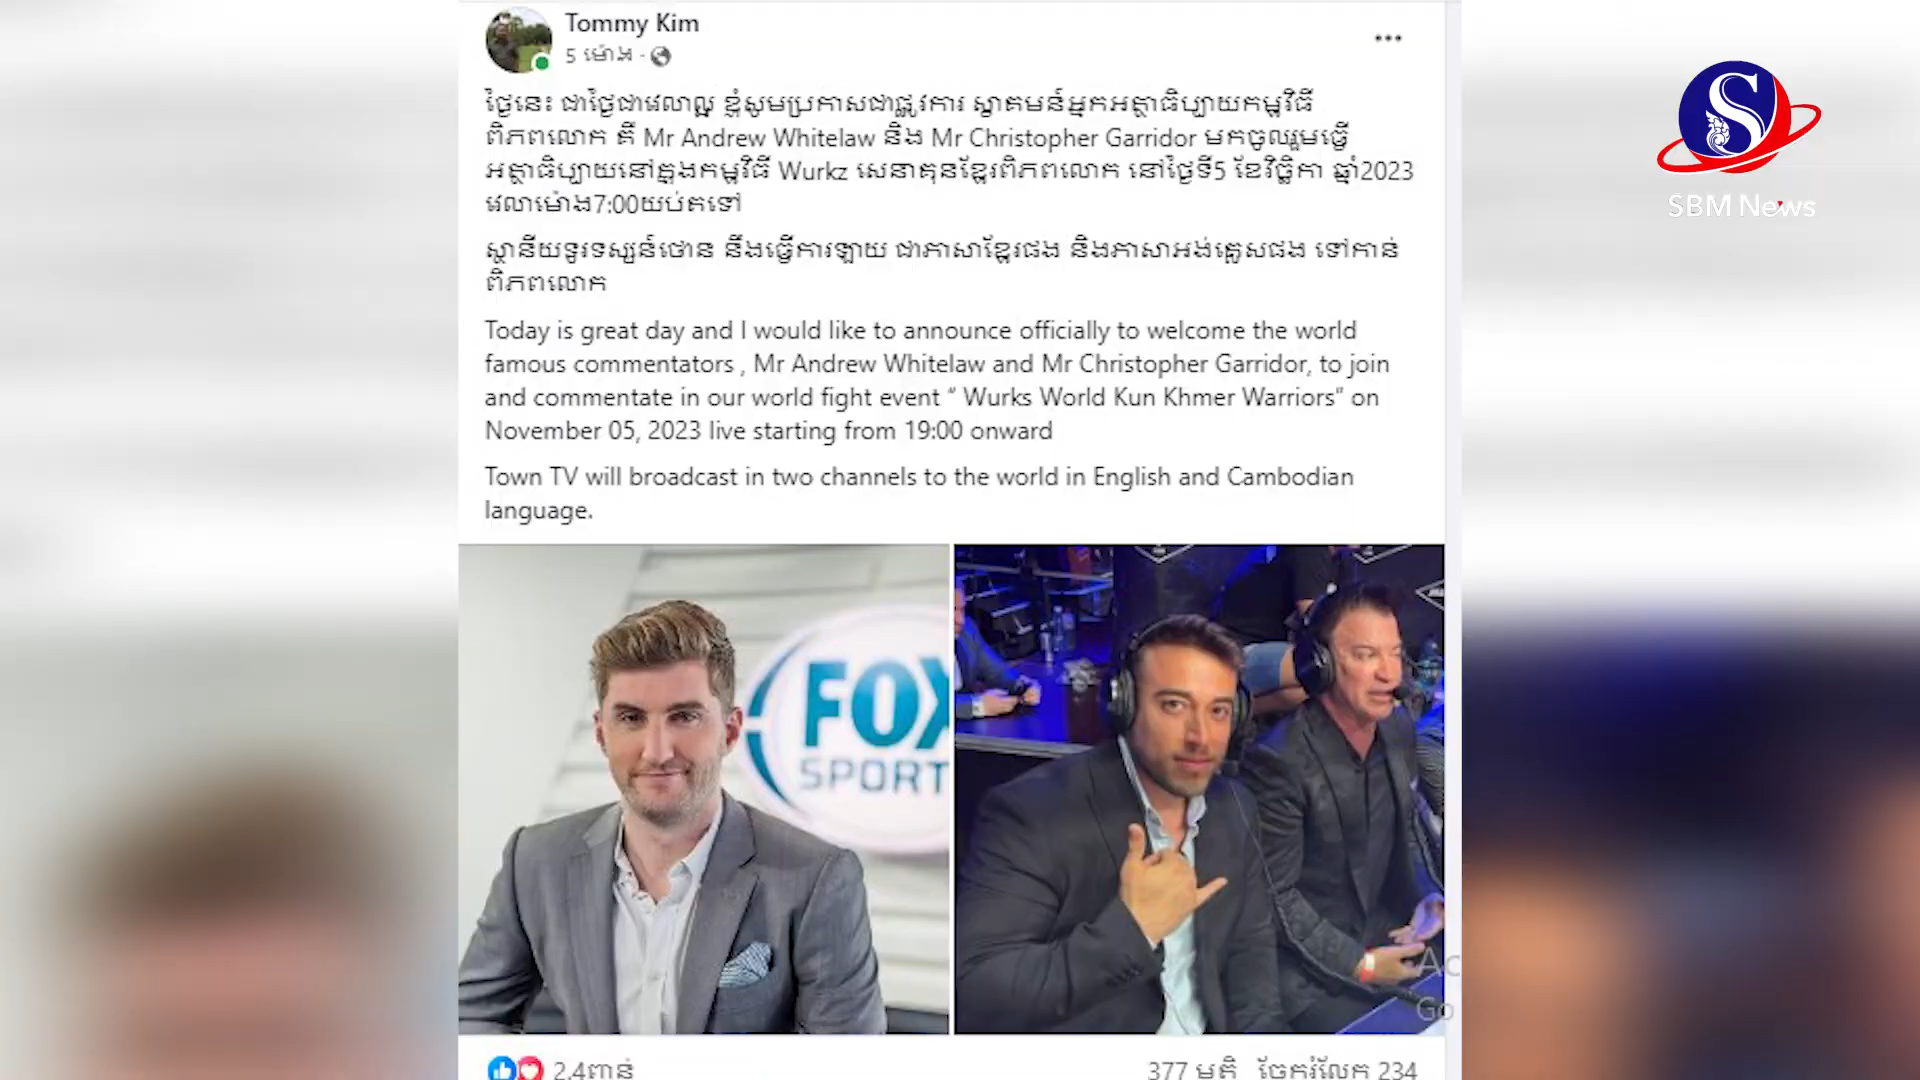 Tommy Kim
5 ម៉ោង ·
ថ្ងៃនេះ ជាថ្ងៃជាវេលាល្អ ខ្ញុំសូមប្រកាសជាផ្លូវការ ស្វាគមន៍អ្នកអត្ថាធិប្បាយកម្មវិធី
ពិភពលោក គឺ Mr Andrew Whitelaw និង Mr Christopher Garridor មកចូលរួមធ្វើ
អត្ថាធិប្បាយនៅក្នុងកម្មវិធី Wurkz សេនាគុនខ្មែរពិភពលោក នៅថ្ងៃទី5 ខែវិច្ឆិកា ឆ្នាំ2023
វេលាម៉ោង7:00យប់តទៅ
ស្ថានីយទូរទស្សន៍ថោន នឹងធ្វើការឡាយ ជាភាសាខ្មែរផង និងភាសាអង់គ្លេសផង ទៅកាន់
ពិភពលោក
Today is great day and I would like to announce officially to welcome the world
famous commentators , Mr Andrew Whitelaw and Mr Christopher Garridor, to join
and commentate in our world fight event “ Wurks World Kun Khmer Warriors” on
November 05, 2023 live starting from 19:00 onward
Town TV will broadcast in two channels to the world in English and Cambodian
language.
FOX
SPORT
2.4ពាន់
377 មតិ ចែករំលែក 234
S
SBM News
Ac
Go